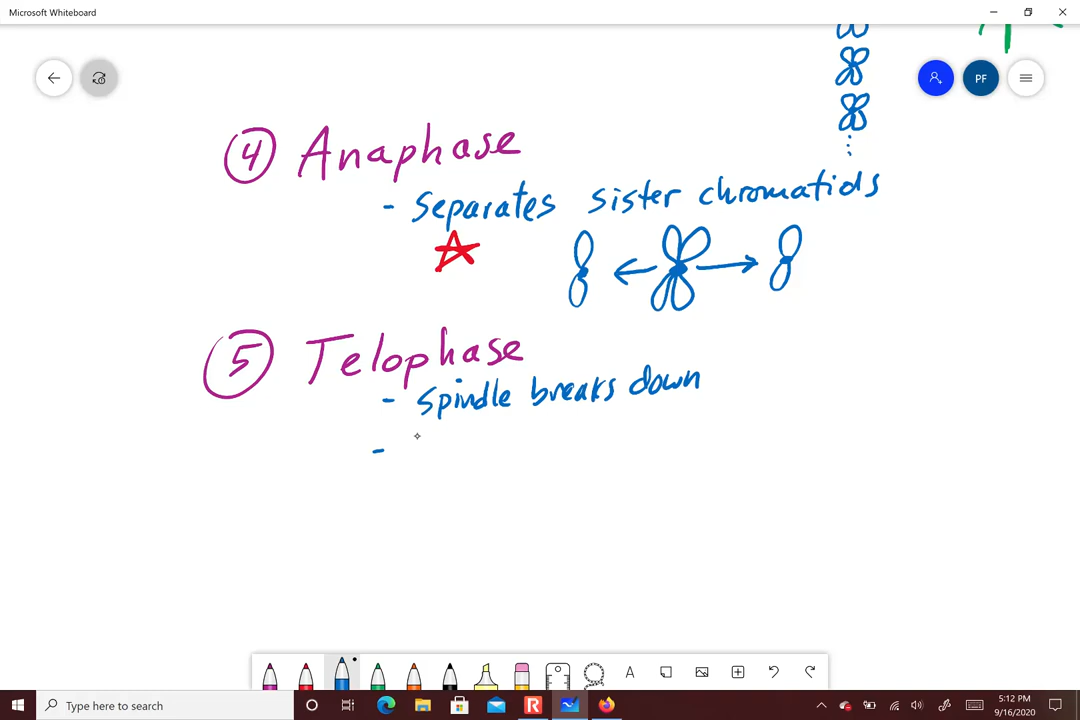 Microsoft Whiteboard
PF
④ Anaphase
- separates sister chromatids
⑤ Telophase
- spindle breaks down
-
A
Type here to search
R
5:12 PM
9/16/2020